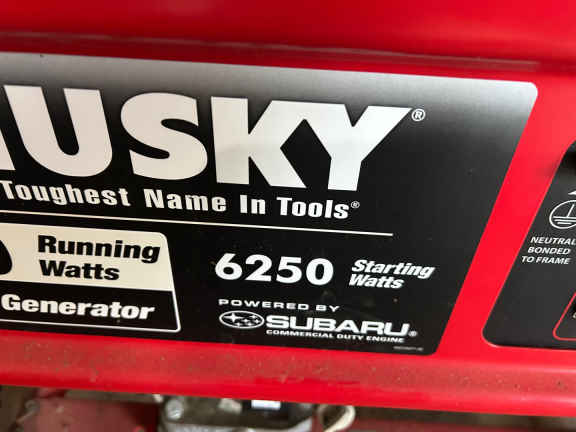 USKY®
Toughest Name In Tools®
Running
Watts
Generator
6250 Starting
Watts
POWERED BY
SUBARU®
COMMERCIAL DUTY ENGINE
NEUTRAL
BONDED
TO FRAME